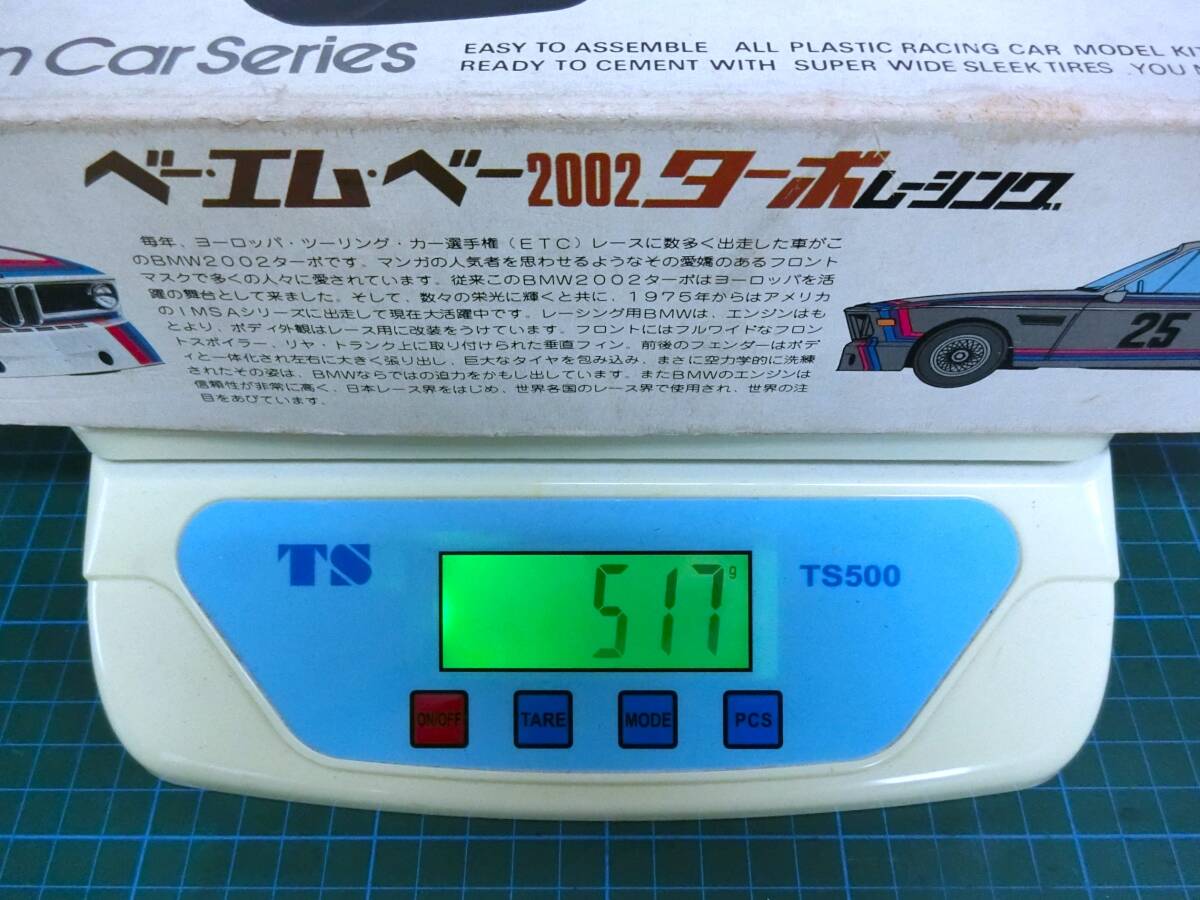 n Car Series
EASY TO ASSEMBLE ALL PLASTIC RACING CAR MODEL KI
READY TO CEMENT WITH SUPER WIDE SLEEK TIRES YOU
ベー・エム・ベー2002ターボレーシング
毎年、ヨーロッパ・ツーリング・カー選手権(ETC)レースに数多く出走した車がこ
のBMW2002ターボです。マンガの人気者を思わせるようなその愛嬌のあるフロント
マスクで多くの人々に愛されています。従来このBMW2002ターボはヨーロッパを活
躍の舞台として来ました。そして、数々の栄光に輝くと共に、1975年からはアメリカ
のIMSAシリーズに出走して現在大活躍中です。レーシング用BMWは、エンジンはも
とより、ボディ外観はレース用に改装をうけています。フロントにはフルワイドなフロン
トスポイラー、リヤ・トランク上に取り付けられた垂直フィン。前後のフェンダーはボデ
ィと一体化され左右に大きく張り出し、巨大なタイヤを包み込み、まさに空力学的に洗練
されたその姿は、BMWならではの迫力をかもし出しています。またBMWのエンジンは
信頼性が非常に高く、日本レース界をはじめ、世界各国のレース界で使用され、世界の注
目をあびています。
25
TS
517g
TS500
ON/OFF
TARE
MODE
PCS